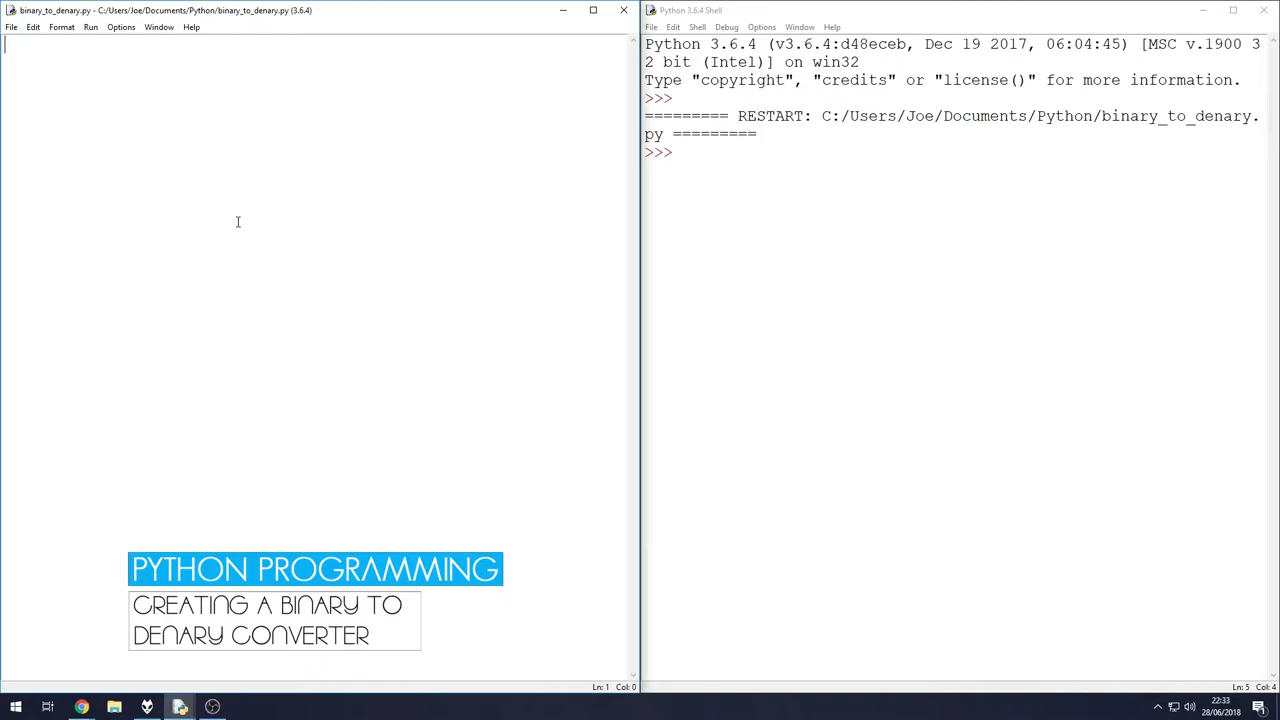 binary_to_denary.py - C:/Users/Joe/Documents/Python/binary_to_denary.py (3.6.4)
File Edit Format Run Options Window Help
Python 3.6.4 Shell
File Edit Shell Debug Options Window Help
Python 3.6.4 (v3.6.4:d48eceb, Dec 19 2017, 06:04:45) [MSC v.1900 3
2 bit (Intel)] on win32
Type "copyright", "credits" or "license()" for more information.
>>>
========= RESTART: C:/Users/Joe/Documents/Python/binary_to_denary.
py =========
>>>
PYTHON PROGRAMMING
CREATING A BINARY TO
DENARY CONVERTER
Ln: 1 Col: 0
Ln: 5 Col: 4
22:33
28/06/2018
1